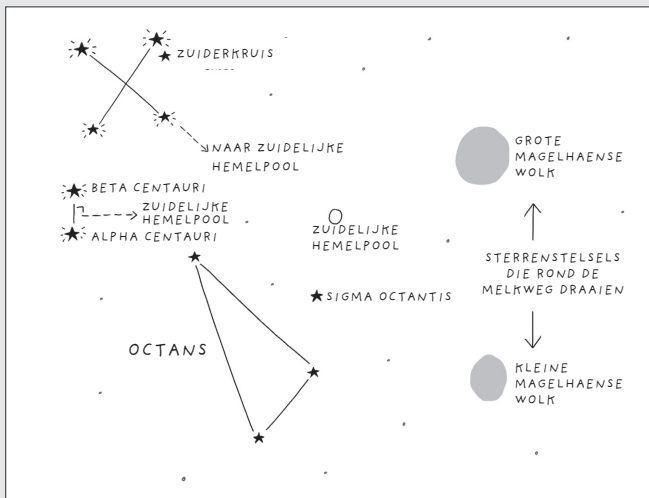 ZUIDERKRUIS
NAAR ZUIDELIJKE
HEMELPOOL
BETA CENTAURI
ZUIDELIJKE
HEMELPOOL
ALPHA CENTAURI
ZUIDELIJKE
HEMELPOOL
SIGMA OCTANTIS
OCTANS
GROTE
MAGELHAENSE
WOLK
STERRENSTELSELS
DIE ROND DE
MELKWEG DRAAIEN
KLEINE
MAGELHAENSE
WOLK